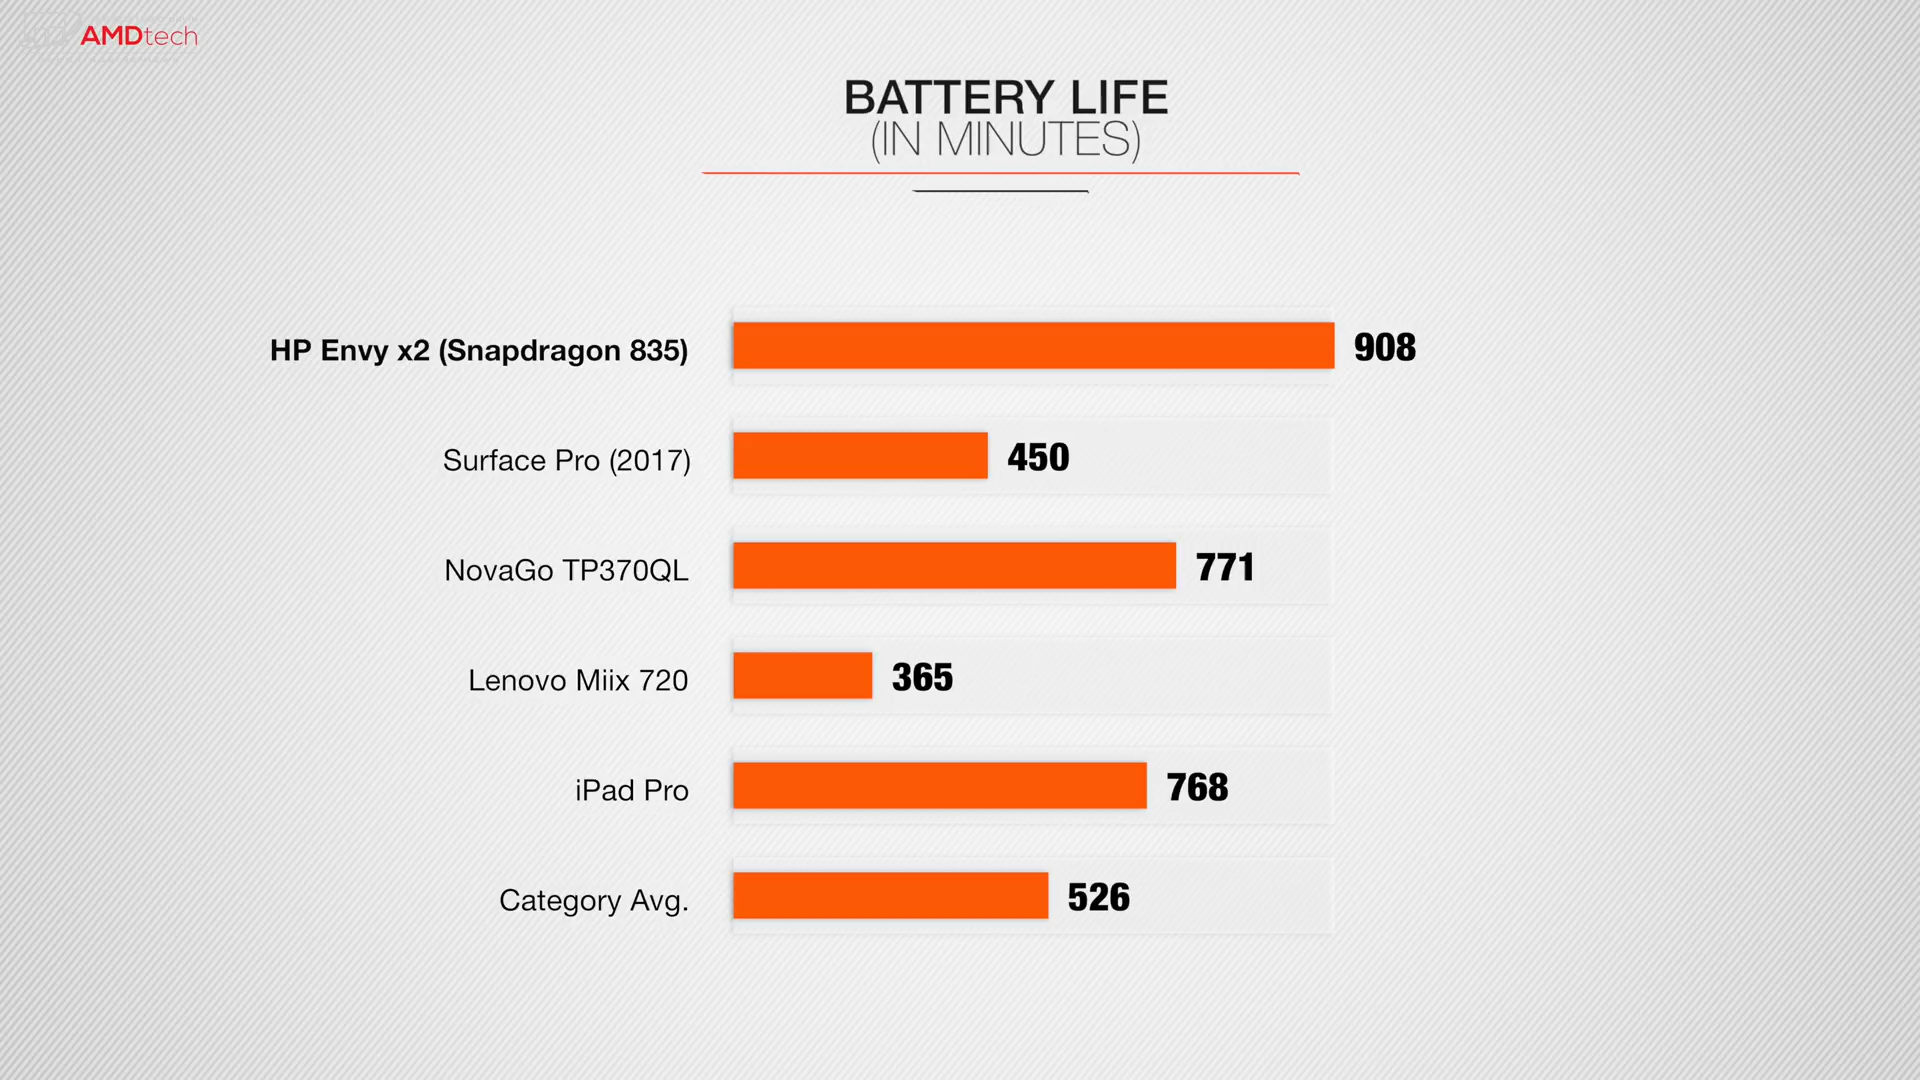 AMDtech
BATTERY LIFE
(IN MINUTES)
HP Envy x2 (Snapdragon 835) 908
Surface Pro (2017) 450
NovaGo TP370QL 771
Lenovo Miix 720 365
iPad Pro 768
Category Avg. 526